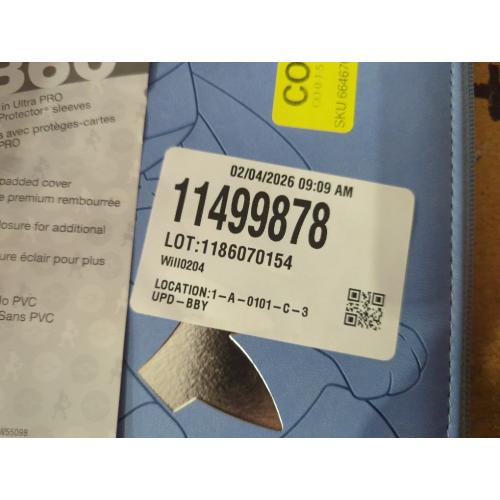 360
in Ultra PRO
Protector® sleeves
s avec protèges-cartes
PRO
padded cover
e premium rembourrée
losure for additional
ure éclair pour plus
lo PVC
Sans PVC
W55098
CO
SKU 66467
02/04/2026 09:09 AM
11499878
LOT:1186070154
Will0204
LOCATION:1-A-0101-C-3
UPD-BBY